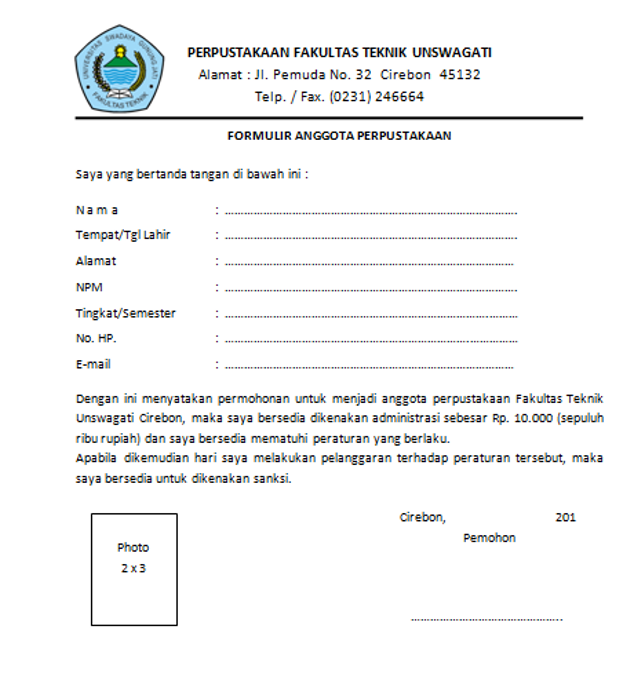 UNIVERSITAS SWADAYA GUNUNG JATI
FAKULTAS TEKNIK
PERPUSTAKAAN FAKULTAS TEKNIK UNSWAGATI
Alamat : Jl. Pemuda No. 32 Cirebon 45132
Telp. / Fax. (0231) 246664
FORMULIR ANGGOTA PERPUSTAKAAN
Saya yang bertanda tangan di bawah ini :
N a m a : ……………………………………………………………………
Tempat/Tgl Lahir : ……………………………………………………………………
Alamat : ……………………………………………………………………
NPM : ……………………………………………………………………
Tingkat/Semester : ……………………………………………………………………
No. HP. : ……………………………………………………………………
E-mail : ……………………………………………………………………
Dengan ini menyatakan permohonan untuk menjadi anggota perpustakaan Fakultas Teknik
Unswagati Cirebon, maka saya bersedia dikenakan administrasi sebesar Rp. 10.000 (sepuluh
ribu rupiah) dan saya bersedia mematuhi peraturan yang berlaku.
Apabila dikemudian hari saya melakukan pelanggaran terhadap peraturan tersebut, maka
saya bersedia untuk dikenakan sanksi.
Cirebon, 201
Pemohon
Photo
2 x 3
………………………………………..